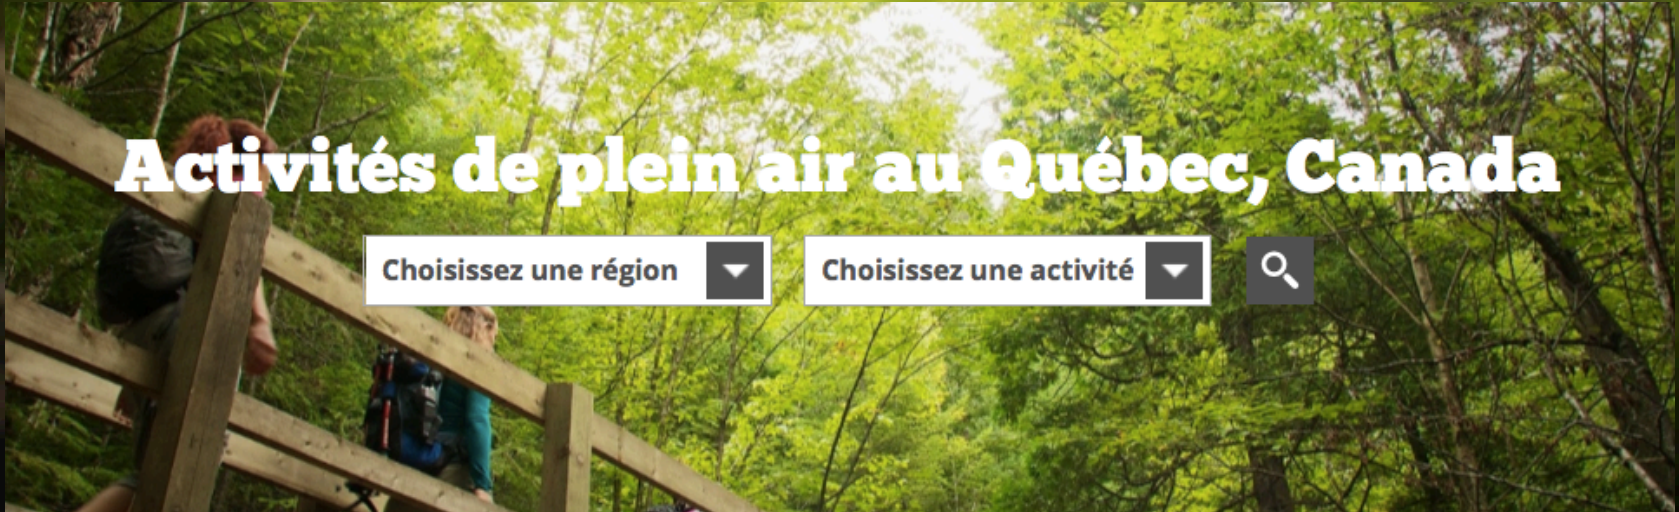 Activités de plein air au Québec, Canada
Choisissez une région
Choisissez une activité